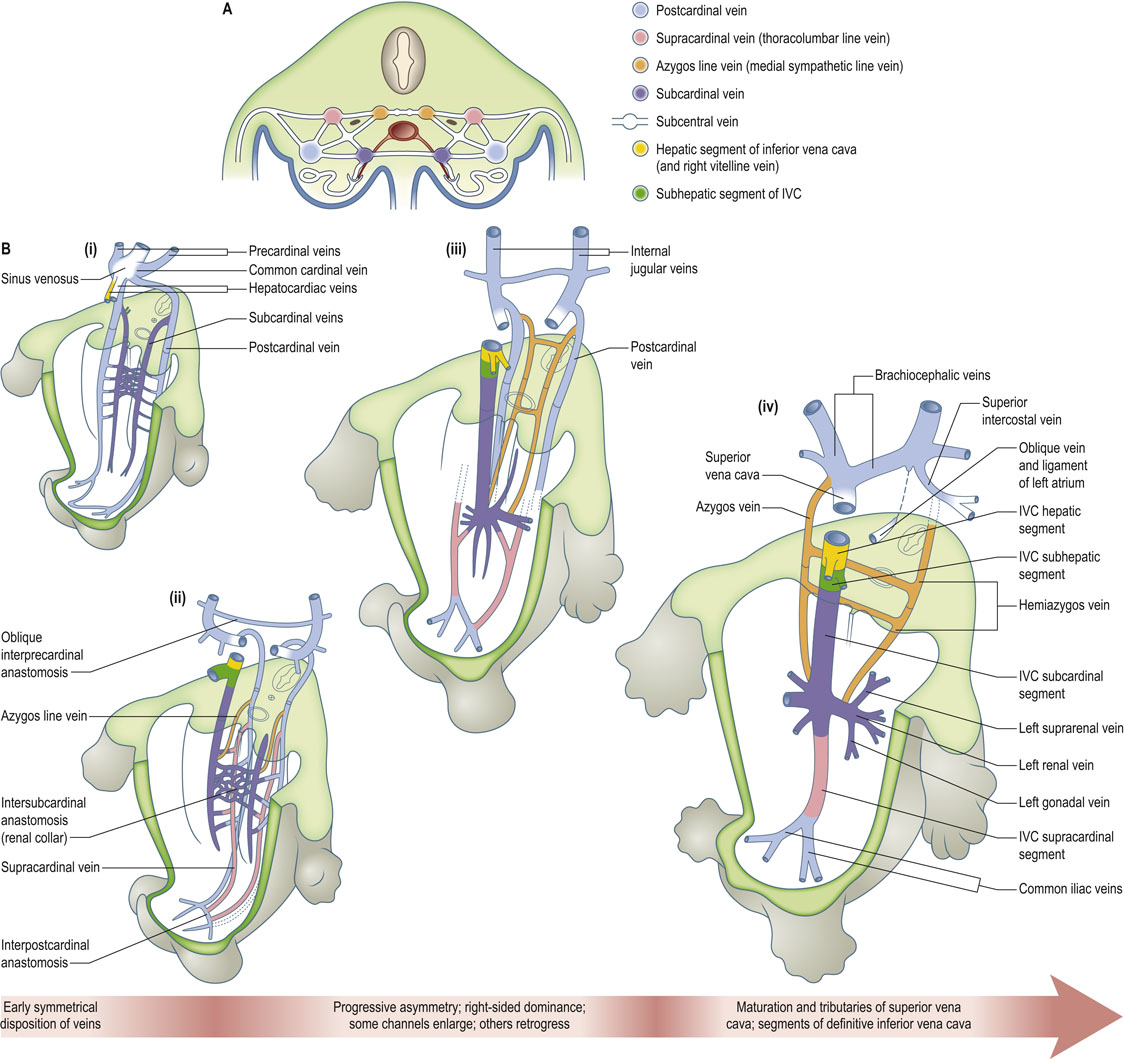 A
Postcardinal vein
Supracardinal vein (thoracolumbar line vein)
Azygos line vein (medial sympathetic line vein)
Subcardinal vein
Subcentral vein
Hepatic segment of inferior vena cava
(and right vitelline vein)
Subhepatic segment of IVC
B
(i)
Precardinal veins
Common cardinal vein
Sinus venosus
Hepatocardiac veins
Subcardinal veins
Postcardinal vein
(ii)
Oblique
interprecardinal
anastomosis
Azygos line vein
Intersubcardinal
anastomosis
(renal collar)
Supracardinal vein
Interpostcardinal
anastomosis
(iii)
Internal
jugular veins
Postcardinal
vein
(iv)
Brachiocephalic veins
Superior
intercostal vein
Superior
vena cava
Oblique vein
and ligament
of left atrium
Azygos vein
IVC hepatic
segment
IVC subhepatic
segment
Hemiazygos vein
IVC subcardinal
segment
Left suprarenal vein
Left renal vein
Left gonadal vein
IVC supracardinal
segment
Common iliac veins
Early symmetrical
disposition of veins
Progressive asymmetry; right-sided dominance;
some channels enlarge; others retrogress
Maturation and tributaries of superior vena
cava; segments of definitive inferior vena cava